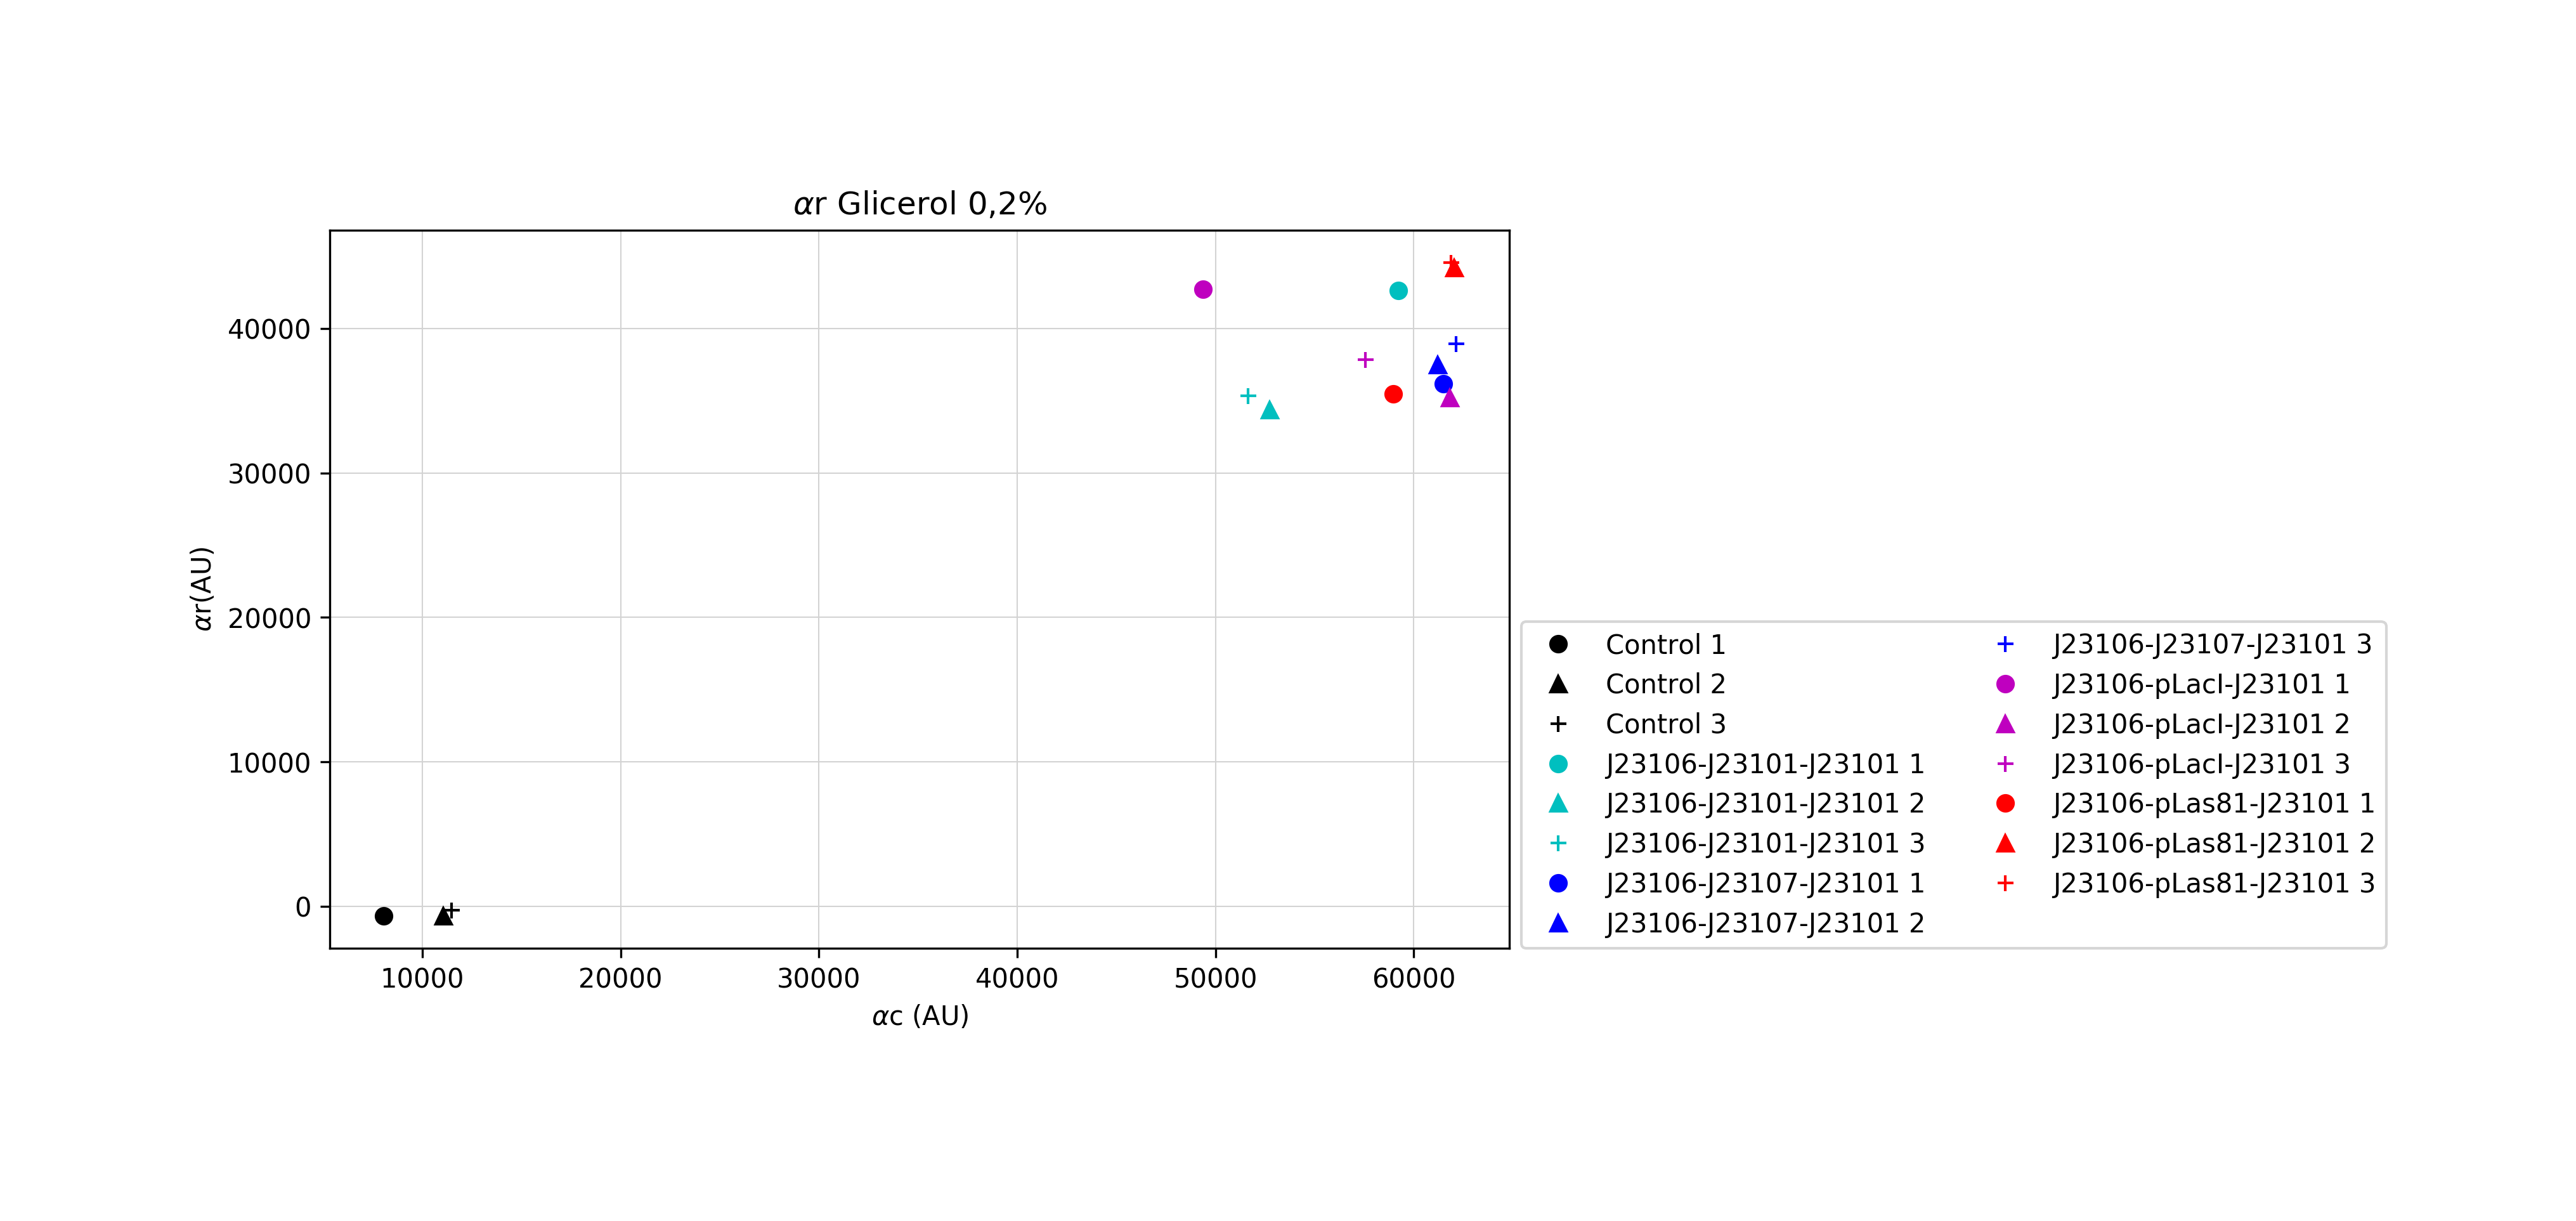 αr Glicerol 0,2%
αr(AU)
40000
30000
20000
10000
0
10000 20000 30000 40000 50000 60000
αc (AU)
Control 1
Control 2
Control 3
J23106-J23101-J23101 1
J23106-J23101-J23101 2
J23106-J23101-J23101 3
J23106-J23107-J23101 1
J23106-J23107-J23101 2
J23106-J23107-J23101 3
J23106-pLacI-J23101 1
J23106-pLacI-J23101 2
J23106-pLacI-J23101 3
J23106-pLas81-J23101 1
J23106-pLas81-J23101 2
J23106-pLas81-J23101 3